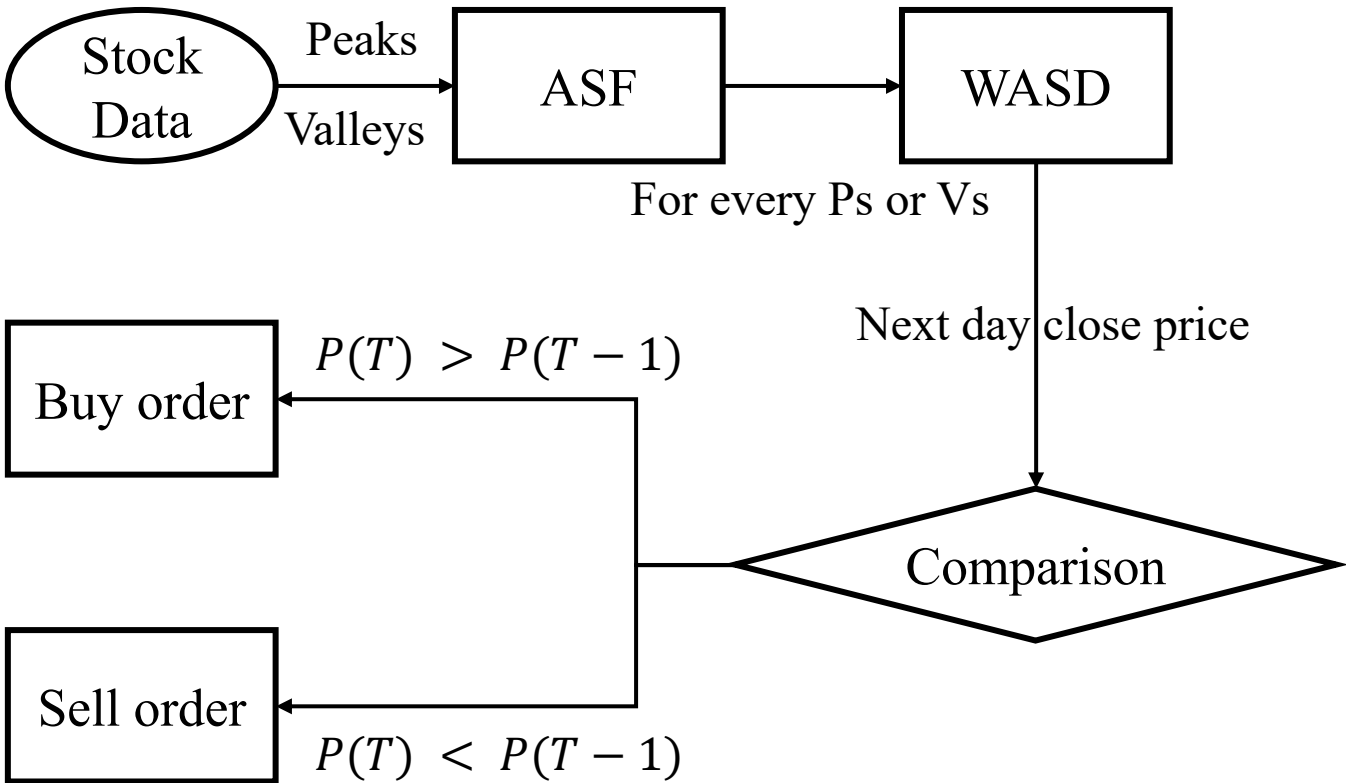 Stock
Data
Peaks
Valleys
ASF
WASD
For every Ps or Vs
Next day close price
P(T) > P(T − 1)
Buy order
Comparison
Sell order
P(T) < P(T − 1)